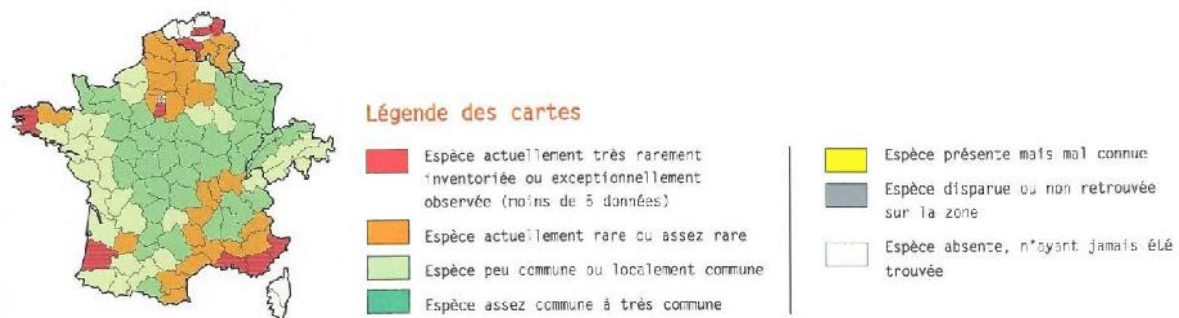 Légende des cartes
Espèce actuellement très rarement
inventoriée ou exceptionnellement
observée (moins de 5 données)
Espèce actuellement rare ou assez rare
Espèce peu commune ou localement commune
Espèce assez commune à très commune
Espèce présente mais mal connue
Espèce disparue ou non retrouvée
sur la zone
Espèce absente, n'ayant jamais été
trouvée